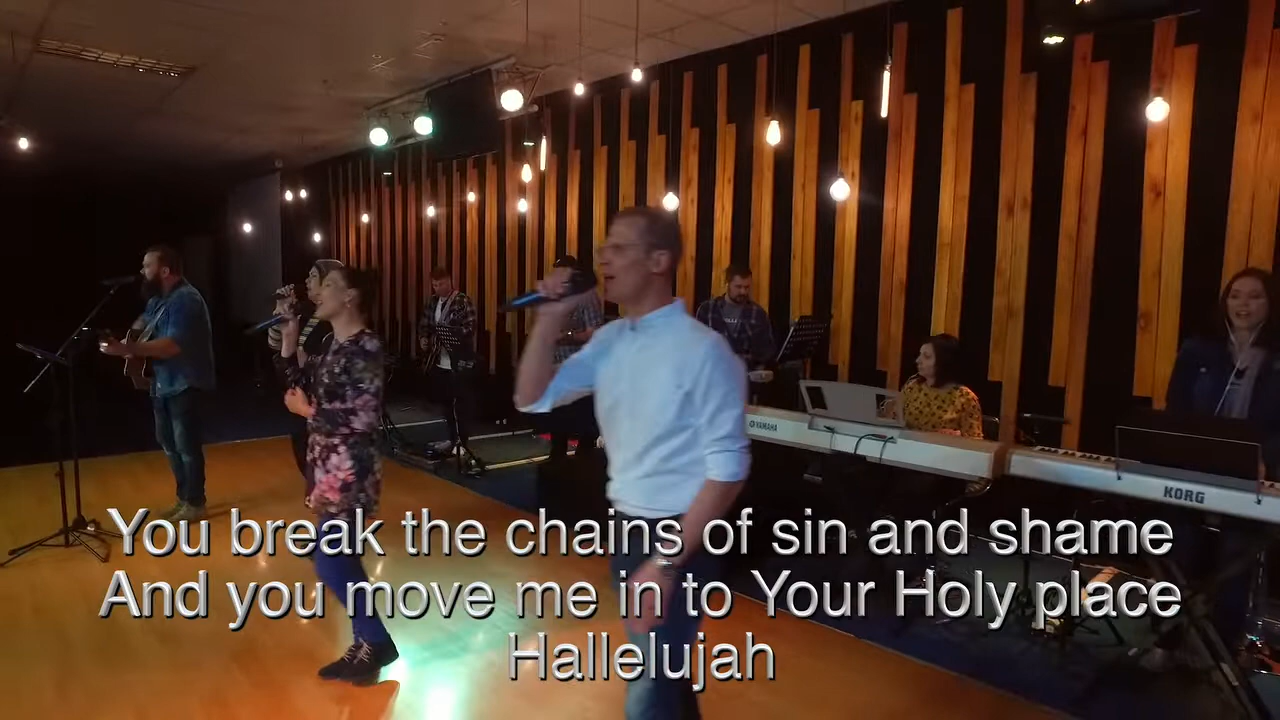 YAMAHA
KORG
You break the chains of sin and shame
And you move me in to Your Holy place
Hallelujah